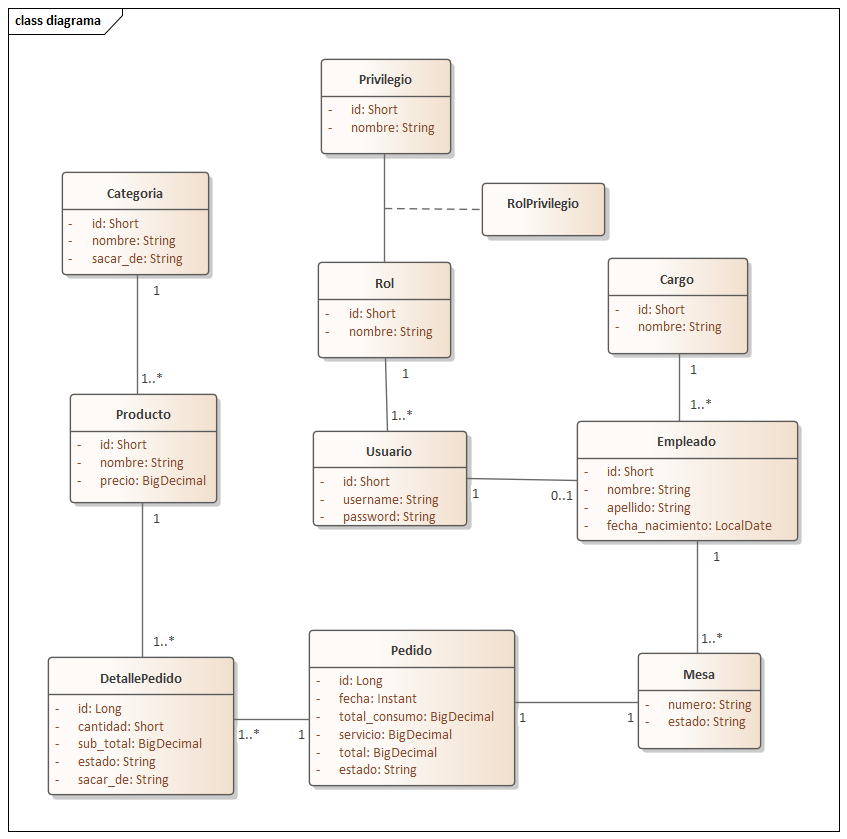 class diagrama
Privilegio
- id: Short
- nombre: String
RolPrivilegio
Categoria
- id: Short
- nombre: String
- sacar_de: String
1
1..*
Rol
- id: Short
- nombre: String
1
1..*
Cargo
- id: Short
- nombre: String
1
1..*
Producto
- id: Short
- nombre: String
- precio: BigDecimal
1
1..*
Usuario
- id: Short
- username: String
- password: String
1
0..1
Empleado
- id: Short
- nombre: String
- apellido: String
- fecha_nacimiento: LocalDate
1
1..*
DetallePedido
- id: Long
- cantidad: Short
- sub_total: BigDecimal
- estado: String
- sacar_de: String
1..*
1
Pedido
- id: Long
- fecha: Instant
- total_consumo: BigDecimal
- servicio: BigDecimal
- total: BigDecimal
- estado: String
1
1
Mesa
- numero: String
- estado: String